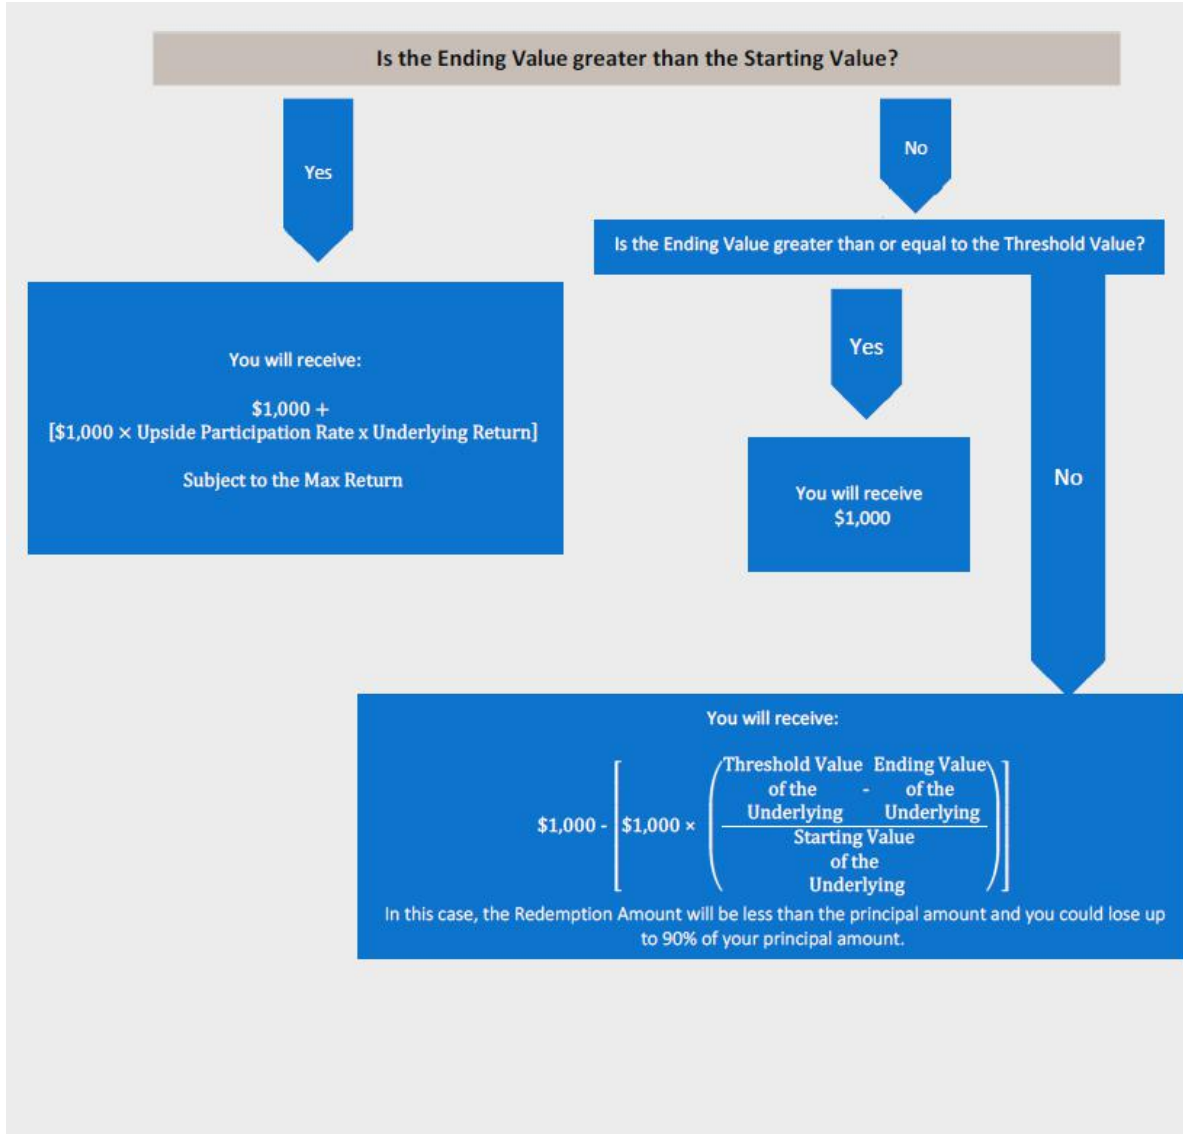 Is the Ending Value greater than the Starting Value?
Yes
No
Is the Ending Value greater than or equal to the Threshold Value?
You will receive:
$1,000 +
[$1,000 × Upside Participation Rate x Underlying Return]
Subject to the Max Return
Yes
You will receive
$1,000
No
You will receive:
$1,000 - [$1,000 × (
Threshold Value Ending Value
of the - of the
Underlying Underlying
Starting Value
of the
Underlying
)]
In this case, the Redemption Amount will be less than the principal amount and you could lose up
to 90% of your principal amount.